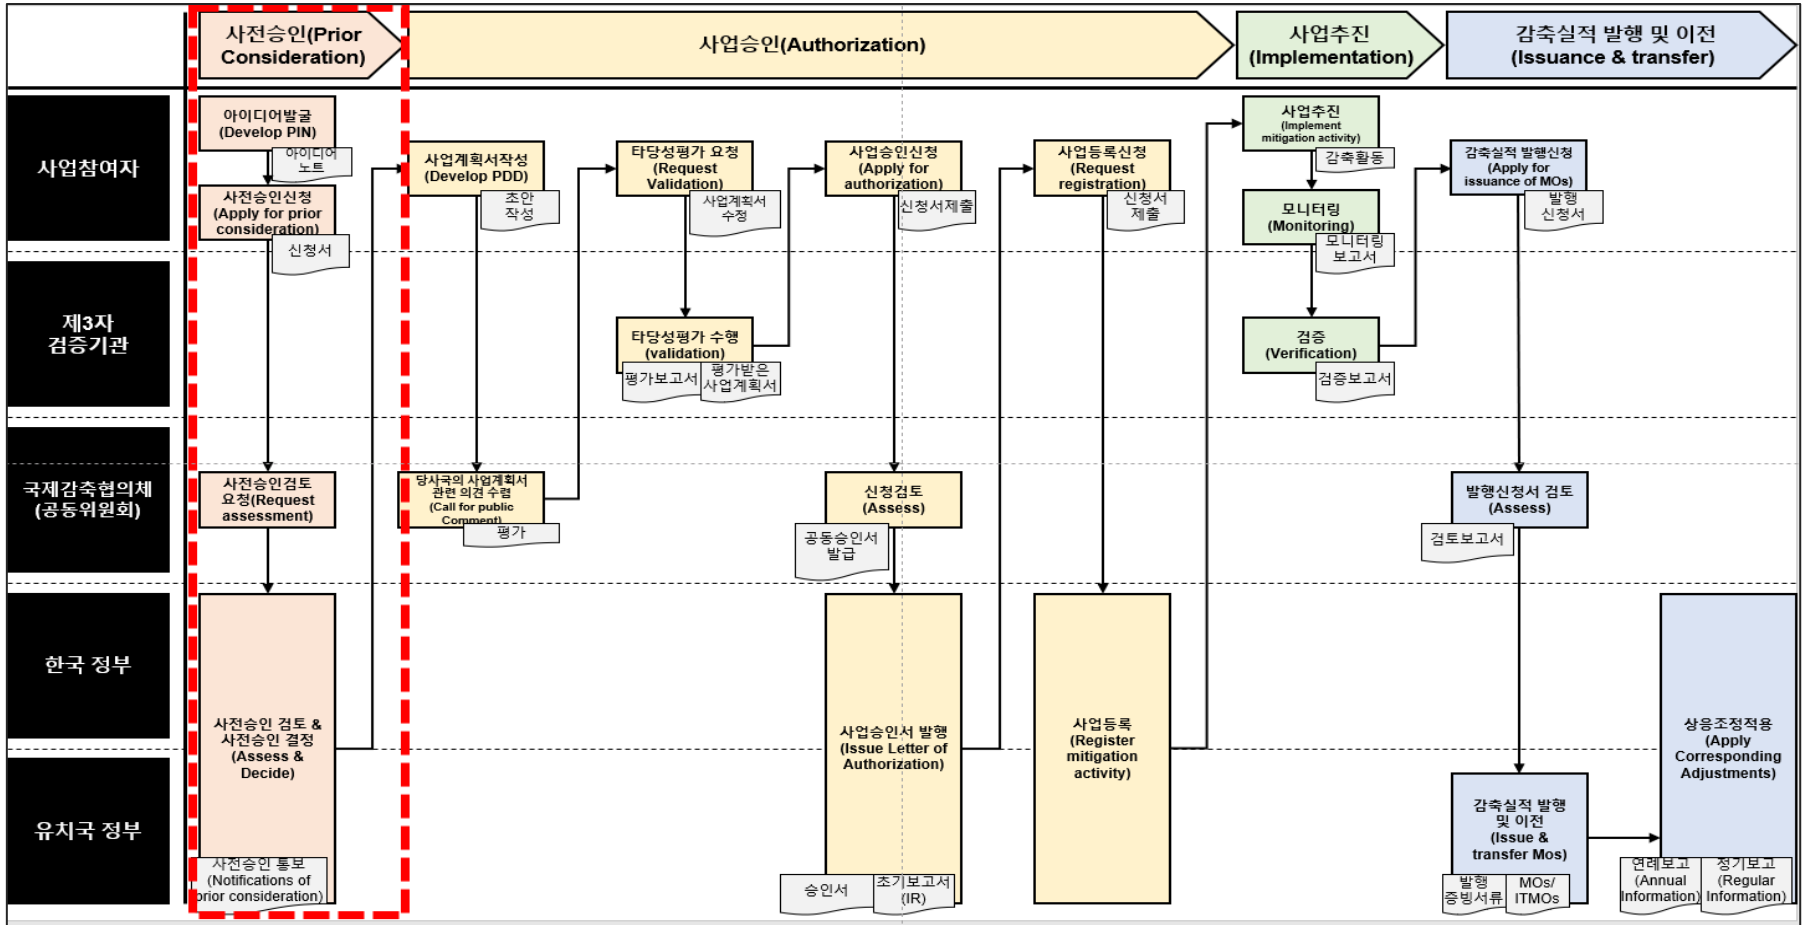 사전승인(Prior
Consideration)
사업승인(Authorization)
사업추진
(Implementation)
감축실적 발행 및 이전
(Issuance & transfer)
사업참여자
아이디어발굴
(Develop PIN)
아이디어
노트
사전승인신청
(Apply for prior
consideration)
신청서
사업계획서작성
(Develop PDD)
초안
작성
타당성평가 요청
(Request
Validation)
사업계획서
수정
사업승인신청
(Apply for
authorization)
신청서제출
사업등록신청
(Request
registration)
신청서
제출
사업추진
(Implement
mitigation activity)
감축활동
모니터링
(Monitoring)
모니터링
보고서
감축실적 발행신청
(Apply for
issuance of MOs)
발행
신청서
제3자
검증기관
타당성평가 수행
(validation)
평가보고서
평가받은
사업계획서
검증
(Verification)
검증보고서
국제감축협의체
(공동위원회)
사전승인검토
요청(Request
assessment)
당사국의 사업계획서
관련 의견 수렴
(Call for public
Comment)
평가
신청검토
(Assess)
공동승인서
발급
발행신청서 검토
(Assess)
검토보고서
한국 정부
유치국 정부
사전승인 검토 &
사전승인 결정
(Assess &
Decide)
사전승인 통보
(Notifications of
prior consideration)
사업승인서 발행
(Issue Letter of
Authorization)
승인서
초기보고서
(IR)
사업등록
(Register
mitigation
activity)
감축실적 발행
및 이전
(Issue &
transfer Mos)
발행
증빙서류
MOs/
ITMOs
상응조정적용
(Apply
Corresponding
Adjustments)
연례보고
(Annual
Information)
정기보고
(Regular
Information)